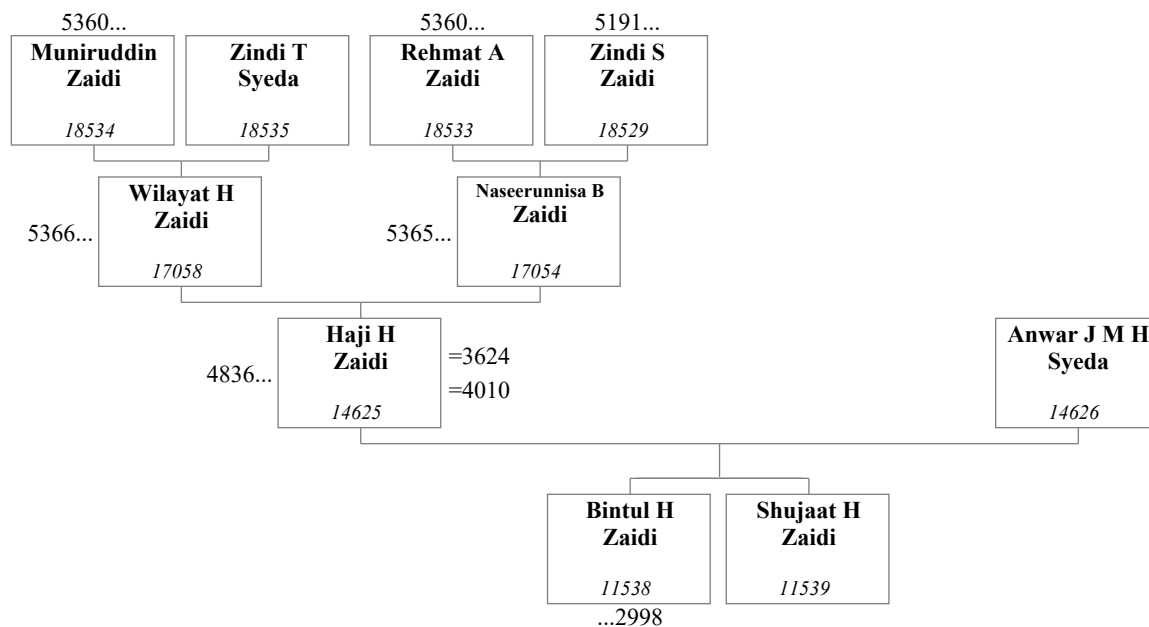 5360...
5360...
5191...
Muniruddin
Zaidi
18534
Zindi T
Syeda
18535
Rehmat A
Zaidi
18533
Zindi S
Zaidi
18529
5366...
Wilayat H
Zaidi
17058
5365...
Naseerunnisa B
Zaidi
17054
4836...
Haji H
Zaidi
14625
=3624
=4010
Anwar J M H
Syeda
14626
Bintul H
Zaidi
11538
Shujaat H
Zaidi
11539
...2998